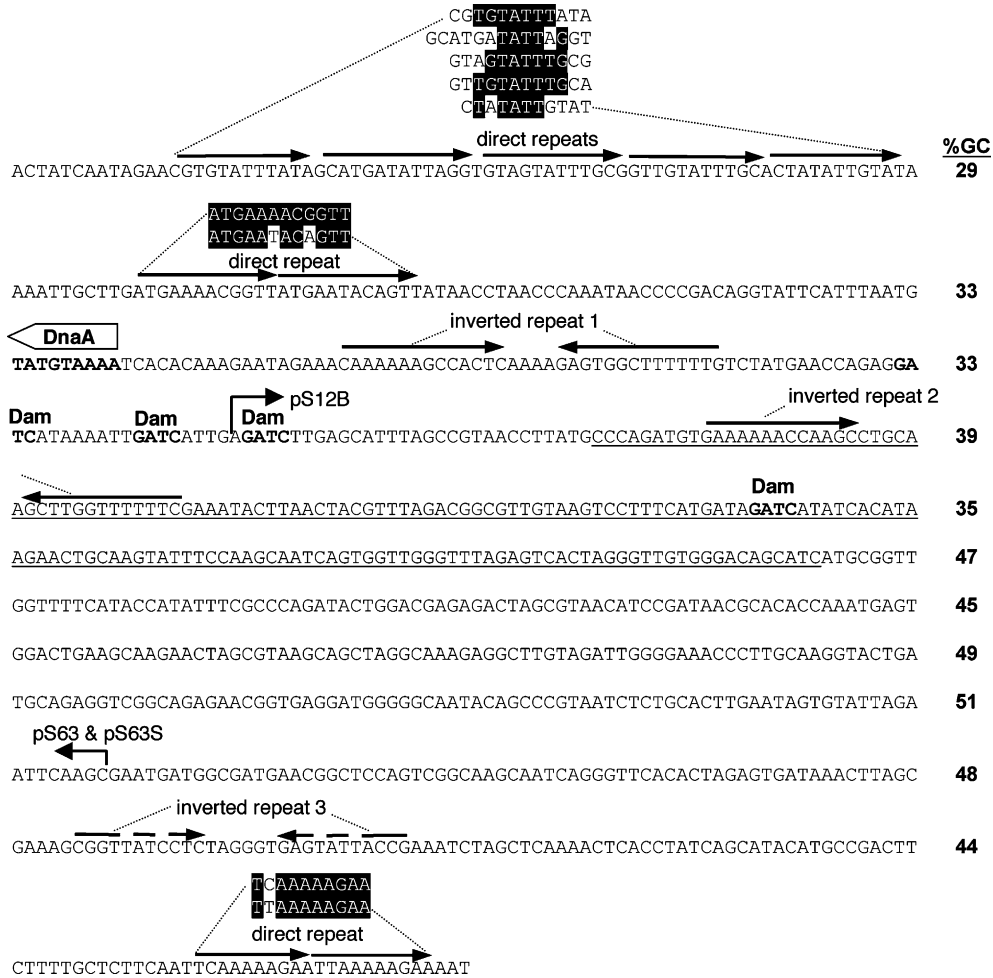 CGTGTATTTATA
GCATGATATTAGGT
GTAGTATTTGCG
GTTGTATTTGCA
CTATATTGTAT
direct repeats
%GC
ACTATCAATAGAACGTGTATTTATAGCATGATATTAGGTGTAGTATTTGCGGTTGTATTTGCACTATATTGTATA 29
ATGAAAACGGTT
ATGAATACAGTT
direct repeat
AAATTGCTTGATGAAAACGGTTATGAATACAGTTATAACCTAACCCAAATAACCCCGACAGGTATTCATTTAATG 33
DnaA
inverted repeat 1
TATGTAAAATCACACAAAGAATAGAAACAAAAAAGCCACTCAAAAGAGTGGCTTTTTTGTCTATGAACCAGAGGA 33
Dam Dam Dam pS12B
inverted repeat 2
TCATAAAATTGATCATTGAGATCTTGAGCATTTAGCCGTAACCTTATGCCCAGATGTGAAAAAACCAAGCCTGCA 39
Dam
AGCTTGGTTTTTTCGAAATACTTAACTACGTTTAGACGGCGTTGTAAGTCCTTTCATGATAGATCATATCACATA 35
AGAACTGCAAGTATTTCCAAGCAATCAGTGGTTGGGTTTAGAGTCACTAGGGTTGTGGGACAGCATCATGCGGTT 47
GGTTTTCATACCATATTTCGCCCAGATACTGGACGAGAGACTAGCGTAACATCCGATAACGCACACCAAATGAGT 45
GGACTGAAGCAAGAACTAGCGTAAGCAGCTAGGCAAAGAGGCTTGTAGATTGGGGAAACCCTTGCAAGGTACTGA 49
TGCAGAGGTCGGCAGAGAACGGTGAGGATGGGGGCAATACAGCCCGTAATCTCTGCACTTGAATAGTGTATTAGA 51
pS63 & pS63S
ATTCAAGCGAATGATGGCGATGAACGGCTCCAGTCGGCAAGCAATCAGGGTTCACACTAGAGTGATAAACTTAGC 48
inverted repeat 3
GAAAGCGGTTATCCTCTAGGGTGAGTATTACCGAAATCTAGCTCAAAACTCACCTATCAGCATACATGCCGACTT 44
TCAAAAAGAA
TTAAAAAGAA
direct repeat
CTTTTGCTCTTCAATTCAAAAAGAATTAAAAAGAAAAT